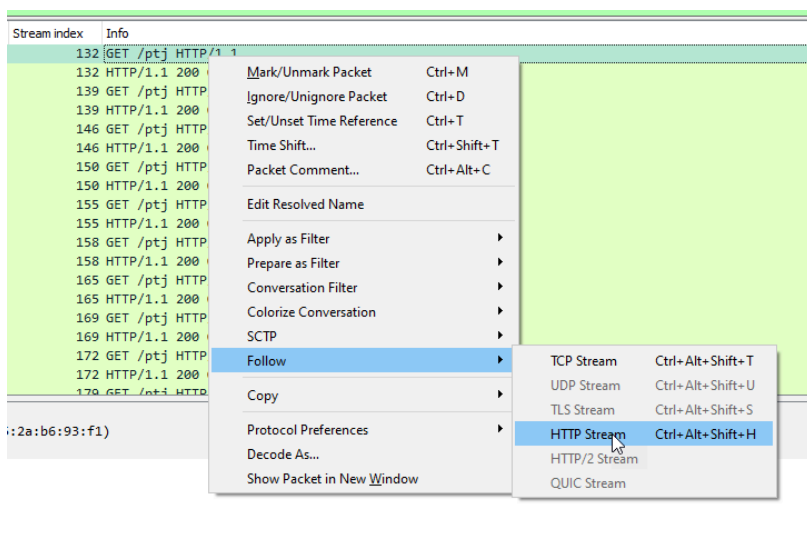 Stream index Info
132 GET /ptj HTTP/1.1
132 HTTP/1.1 200
139 GET /ptj HTTP
139 HTTP/1.1 200
146 GET /ptj HTTP
146 HTTP/1.1 200
150 GET /ptj HTTP
150 HTTP/1.1 200
155 GET /ptj HTTP
155 HTTP/1.1 200
158 GET /ptj HTTP
158 HTTP/1.1 200
165 GET /ptj HTTP
165 HTTP/1.1 200
169 GET /ptj HTTP
169 HTTP/1.1 200
172 GET /ptj HTTP
172 HTTP/1.1 200
179 GET /ptj HTTP
:2a:b6:93:f1)
Mark/Unmark Packet Ctrl+M
Ignore/Unignore Packet Ctrl+D
Set/Unset Time Reference Ctrl+T
Time Shift... Ctrl+Shift+T
Packet Comment... Ctrl+Alt+C
Edit Resolved Name
Apply as Filter
Prepare as Filter
Conversation Filter
Colorize Conversation
SCTP
Follow
Copy
Protocol Preferences
Decode As...
Show Packet in New Window
TCP Stream Ctrl+Alt+Shift+T
UDP Stream Ctrl+Alt+Shift+U
TLS Stream Ctrl+Alt+Shift+S
HTTP Stream Ctrl+Alt+Shift+H
HTTP/2 Stream
QUIC Stream